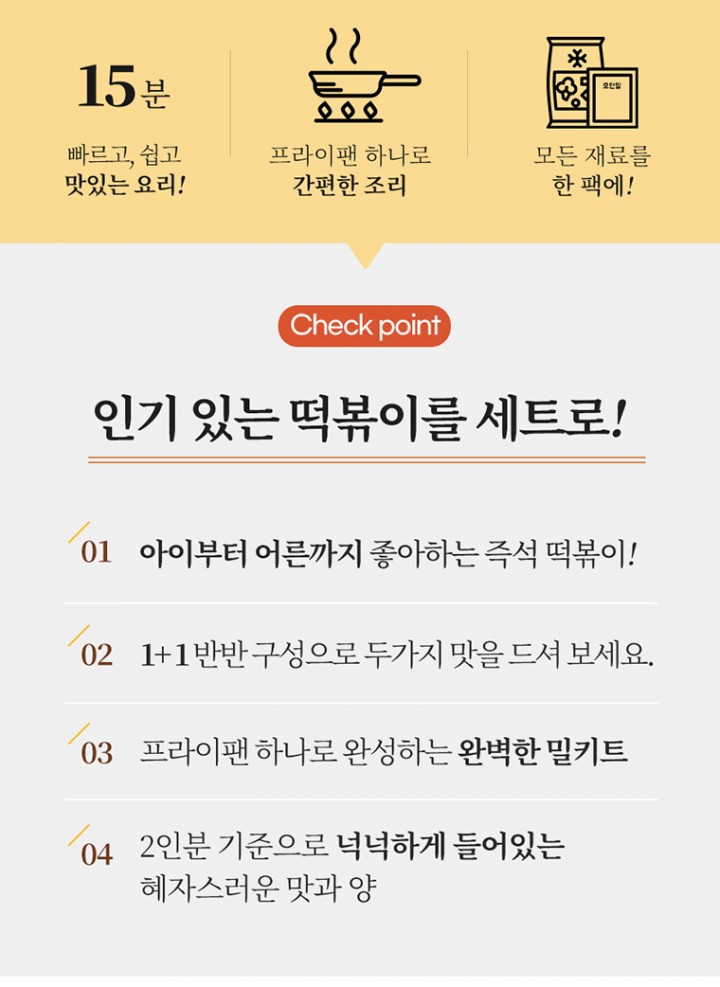 15분
빠르고, 쉽고
맛있는 요리!
프라이팬 하나로
간편한 조리
모든 재료를
한 팩에!
Check point
인기 있는 떡볶이를 세트로!
01 아이부터 어른까지 좋아하는 즉석 떡볶이!
02 1+1 반반 구성으로 두가지 맛을 드셔 보세요.
03 프라이팬 하나로 완성하는 완벽한 밀키트
04 2인분 기준으로 넉넉하게 들어있는
혜자스러운 맛과 양